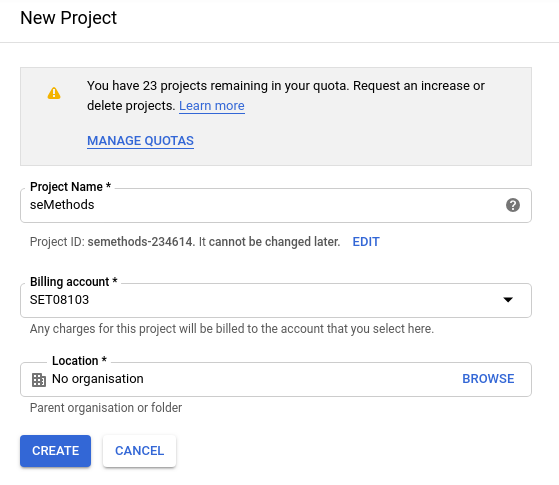 New Project
You have 23 projects remaining in your quota. Request an increase or
delete projects. Learn more
MANAGE QUOTAS
Project Name *
seMethods
Project ID: semethods-234614. It cannot be changed later. EDIT
Billing account *
SET08103
Any charges for this project will be billed to the account that you select here.
Location *
No organisation BROWSE
Parent organisation or folder
CREATE CANCEL